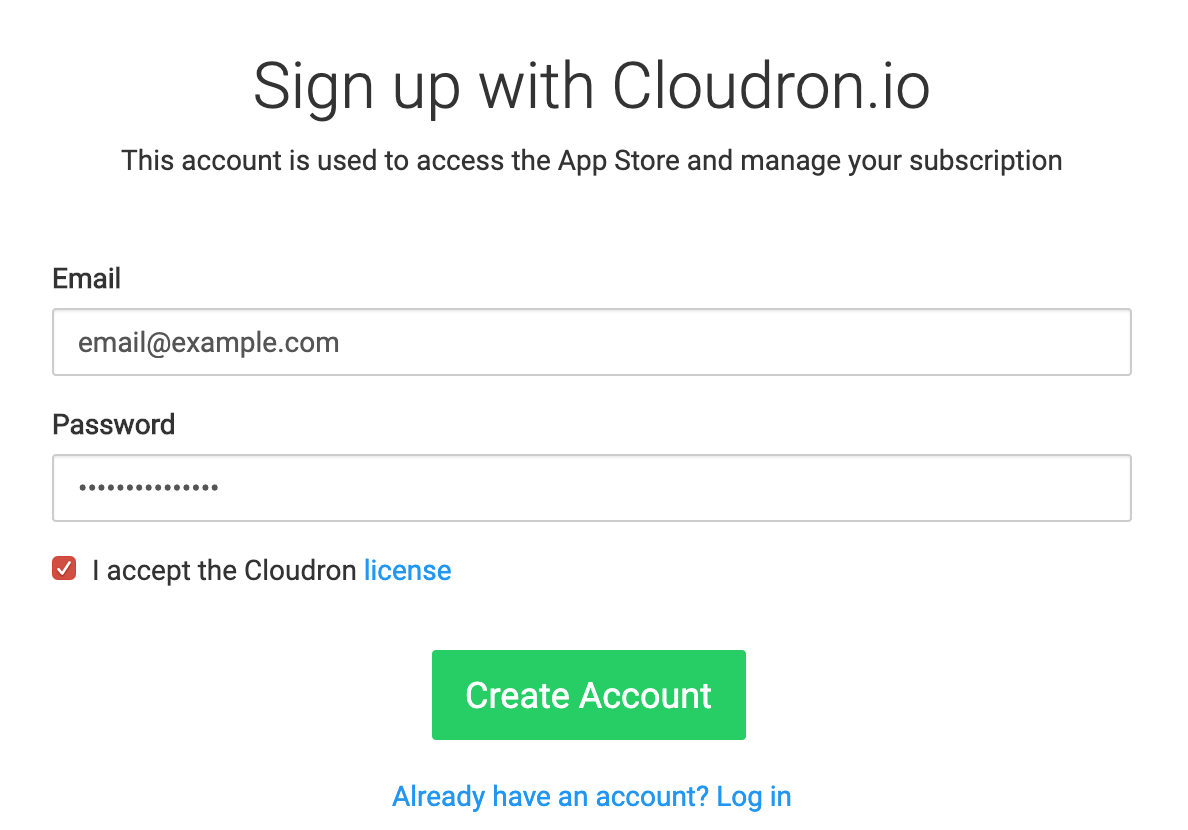 Sign up with Cloudron.io
This account is used to access the App Store and manage your subscription
Email
email@example.com
Password
•••••••••••••••
I accept the Cloudron license
Create Account
Already have an account? Log in